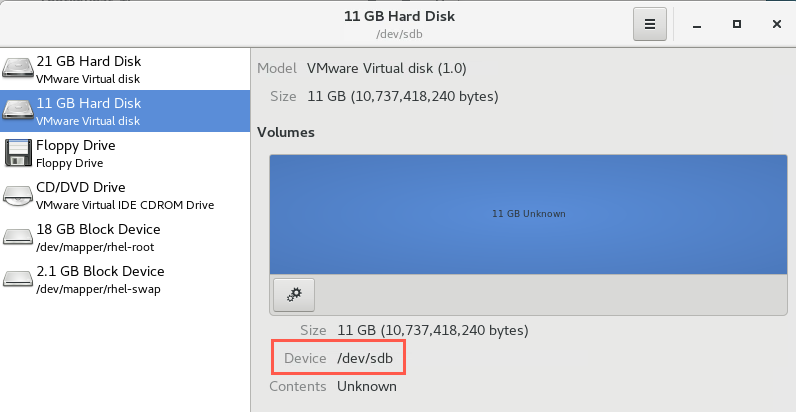 11 GB Hard Disk
/dev/sdb
21 GB Hard Disk
VMware Virtual disk
11 GB Hard Disk
VMware Virtual disk
Floppy Drive
Floppy Drive
CD/DVD Drive
VMware Virtual IDE CDROM Drive
18 GB Block Device
/dev/mapper/rhel-root
2.1 GB Block Device
/dev/mapper/rhel-swap
Model VMware Virtual disk (1.0)
Size 11 GB (10,737,418,240 bytes)
Volumes
11 GB Unknown
Size 11 GB (10,737,418,240 bytes)
Device /dev/sdb
Contents Unknown